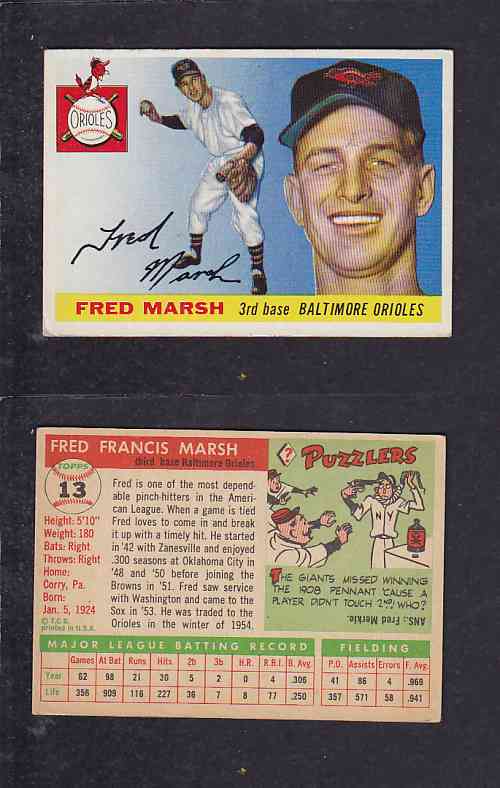 ORIOLES
Fred
Marsh
FRED MARSH 3rd base BALTIMORE ORIOLES
FRED FRANCIS MARSH
third base Baltimore Orioles
TOPPS
13
Height: 5'10"
Weight: 180
Bats: Right
Throws: Right
Home:
Corry, Pa.
Born:
Jan. 5, 1924
© T.C.G.
printed in U.S.A.
Fred is one of the most depend-
able pinch-hitters in the Ameri-
can League. When a game is tied
Fred loves to come in and break
it up with a timely hit. He started
in '42 with Zanesville and enjoyed
.300 seasons at Oklahoma City in
'48 and '50 before joining the
Browns in '51. Fred saw service
with Washington and came to the
Sox in '53. He was traded to the
Orioles in the winter of 1954.
? PUZZLERS
NY
THE GIANTS MISSED WINNING
THE 1908 PENNANT 'CAUSE A
PLAYER DIDN'T TOUCH 2ND! WHO?
ANS.: Fred Merkle.
MAJOR LEAGUE BATTING RECORD FIELDING
Games At Bat Runs Hits 2b 3b H.R. R.B.I. B. Avg. P.O. Assists Errors F. Avg.
Year 62 98 21 30 5 2 0 4 .306 41 86 4 .969
Life 356 909 116 227 36 7 8 77 .250 357 571 58 .941